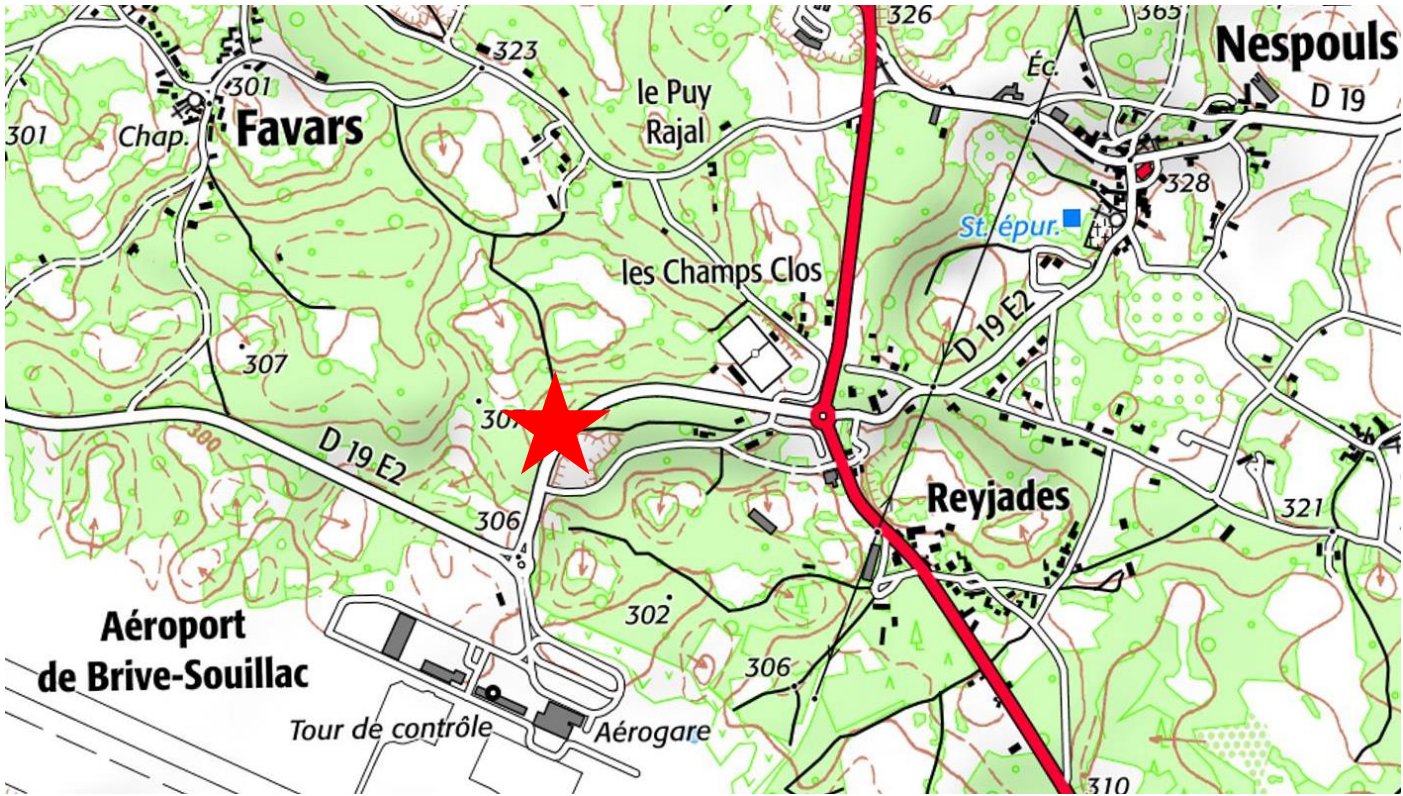 326
365
Nespouls
323
Éc.
301
le Puy
Rajal
D 19
301
Chap.
Favars
328
St. épur.
les Champs Clos
D 19 E2
307
300
307
D 19 E2
Reyjades
306
321
302
Aéroport
de Brive-Souillac
306
Tour de contrôle
Aérogare
310